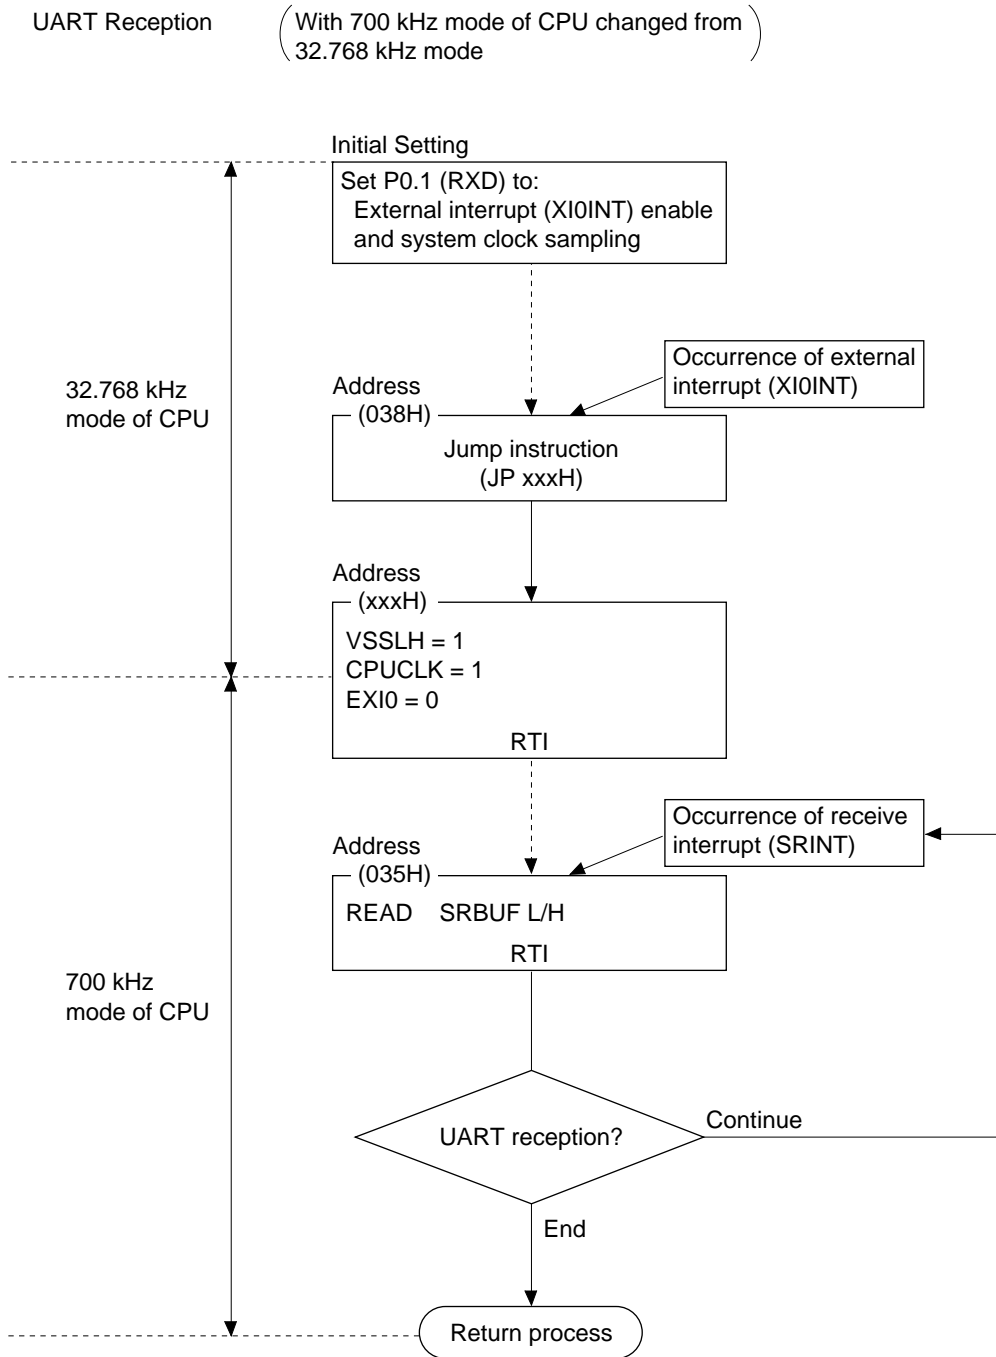 UART Reception
With 700 kHz mode of CPU changed from
32.768 kHz mode
Initial Setting
Set P0.1 (RXD) to:
External interrupt (XI0INT) enable
and system clock sampling
Occurrence of external
interrupt (XI0INT)
32.768 kHz
mode of CPU
Address
(038H)
Jump instruction
(JP xxxH)
Address
(xxxH)
VSSLH = 1
CPUCLK = 1
EXI0 = 0
RTI
Occurrence of receive
interrupt (SRINT)
Address
(035H)
READ SRBUF L/H
RTI
700 kHz
mode of CPU
UART reception?
Continue
End
Return process